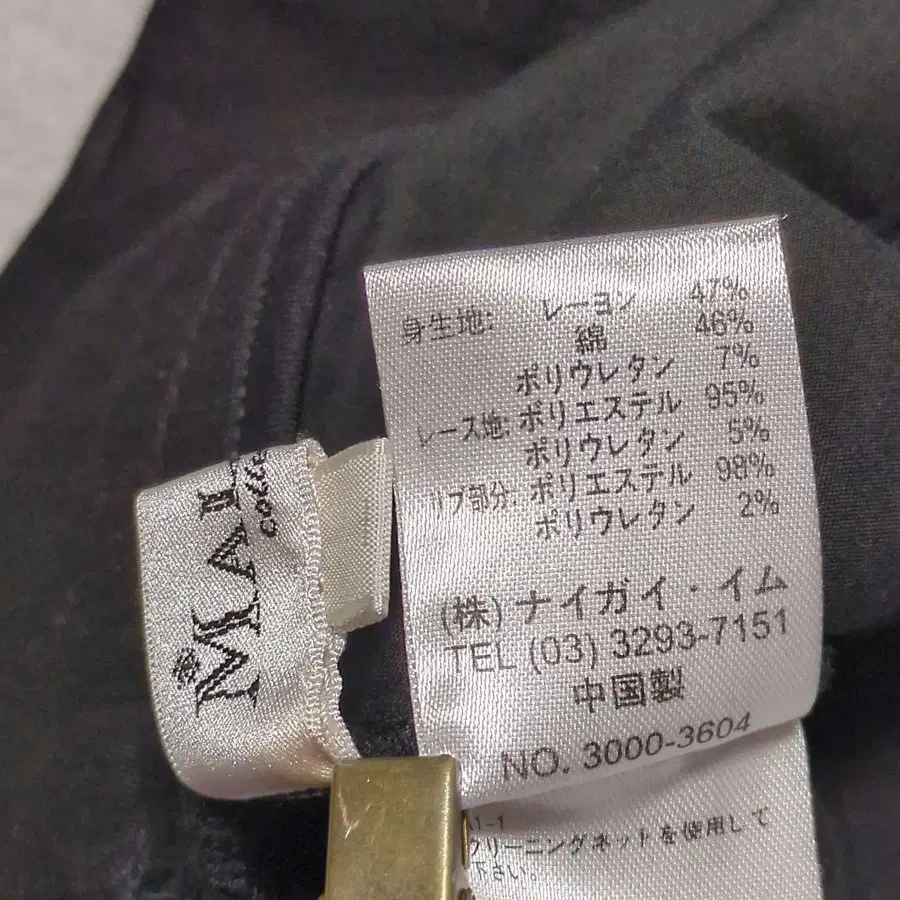 身生地: レーヨン 47%
綿 46%
ポリウレタン 7%
レース地: ポリエステル 95%
ポリウレタン 5%
リブ部分: ポリエステル 98%
ポリウレタン 2%
(株) ナイガイ・イム
TEL (03) 3293-7151
中国製
NO. 3000-3604
クリーニングネットを使用して
下さい。
MAL